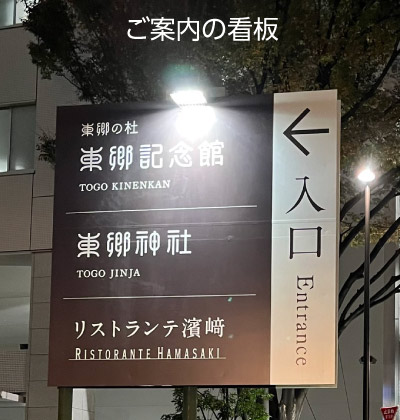 ご案内の看板
東郷の杜
東郷記念館
TOGO KINENKAN
東郷神社
TOGO JINJA
リストランテ濱﨑
RISTORANTE HAMASAKI
←
入口
Entrance